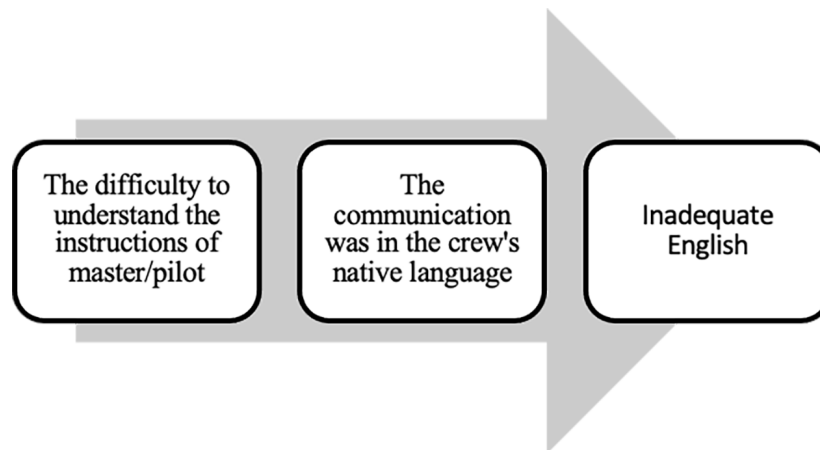 The difficulty to
understand the
instructions of
master/pilot
The
communication
was in the crew's
native language
Inadequate
English